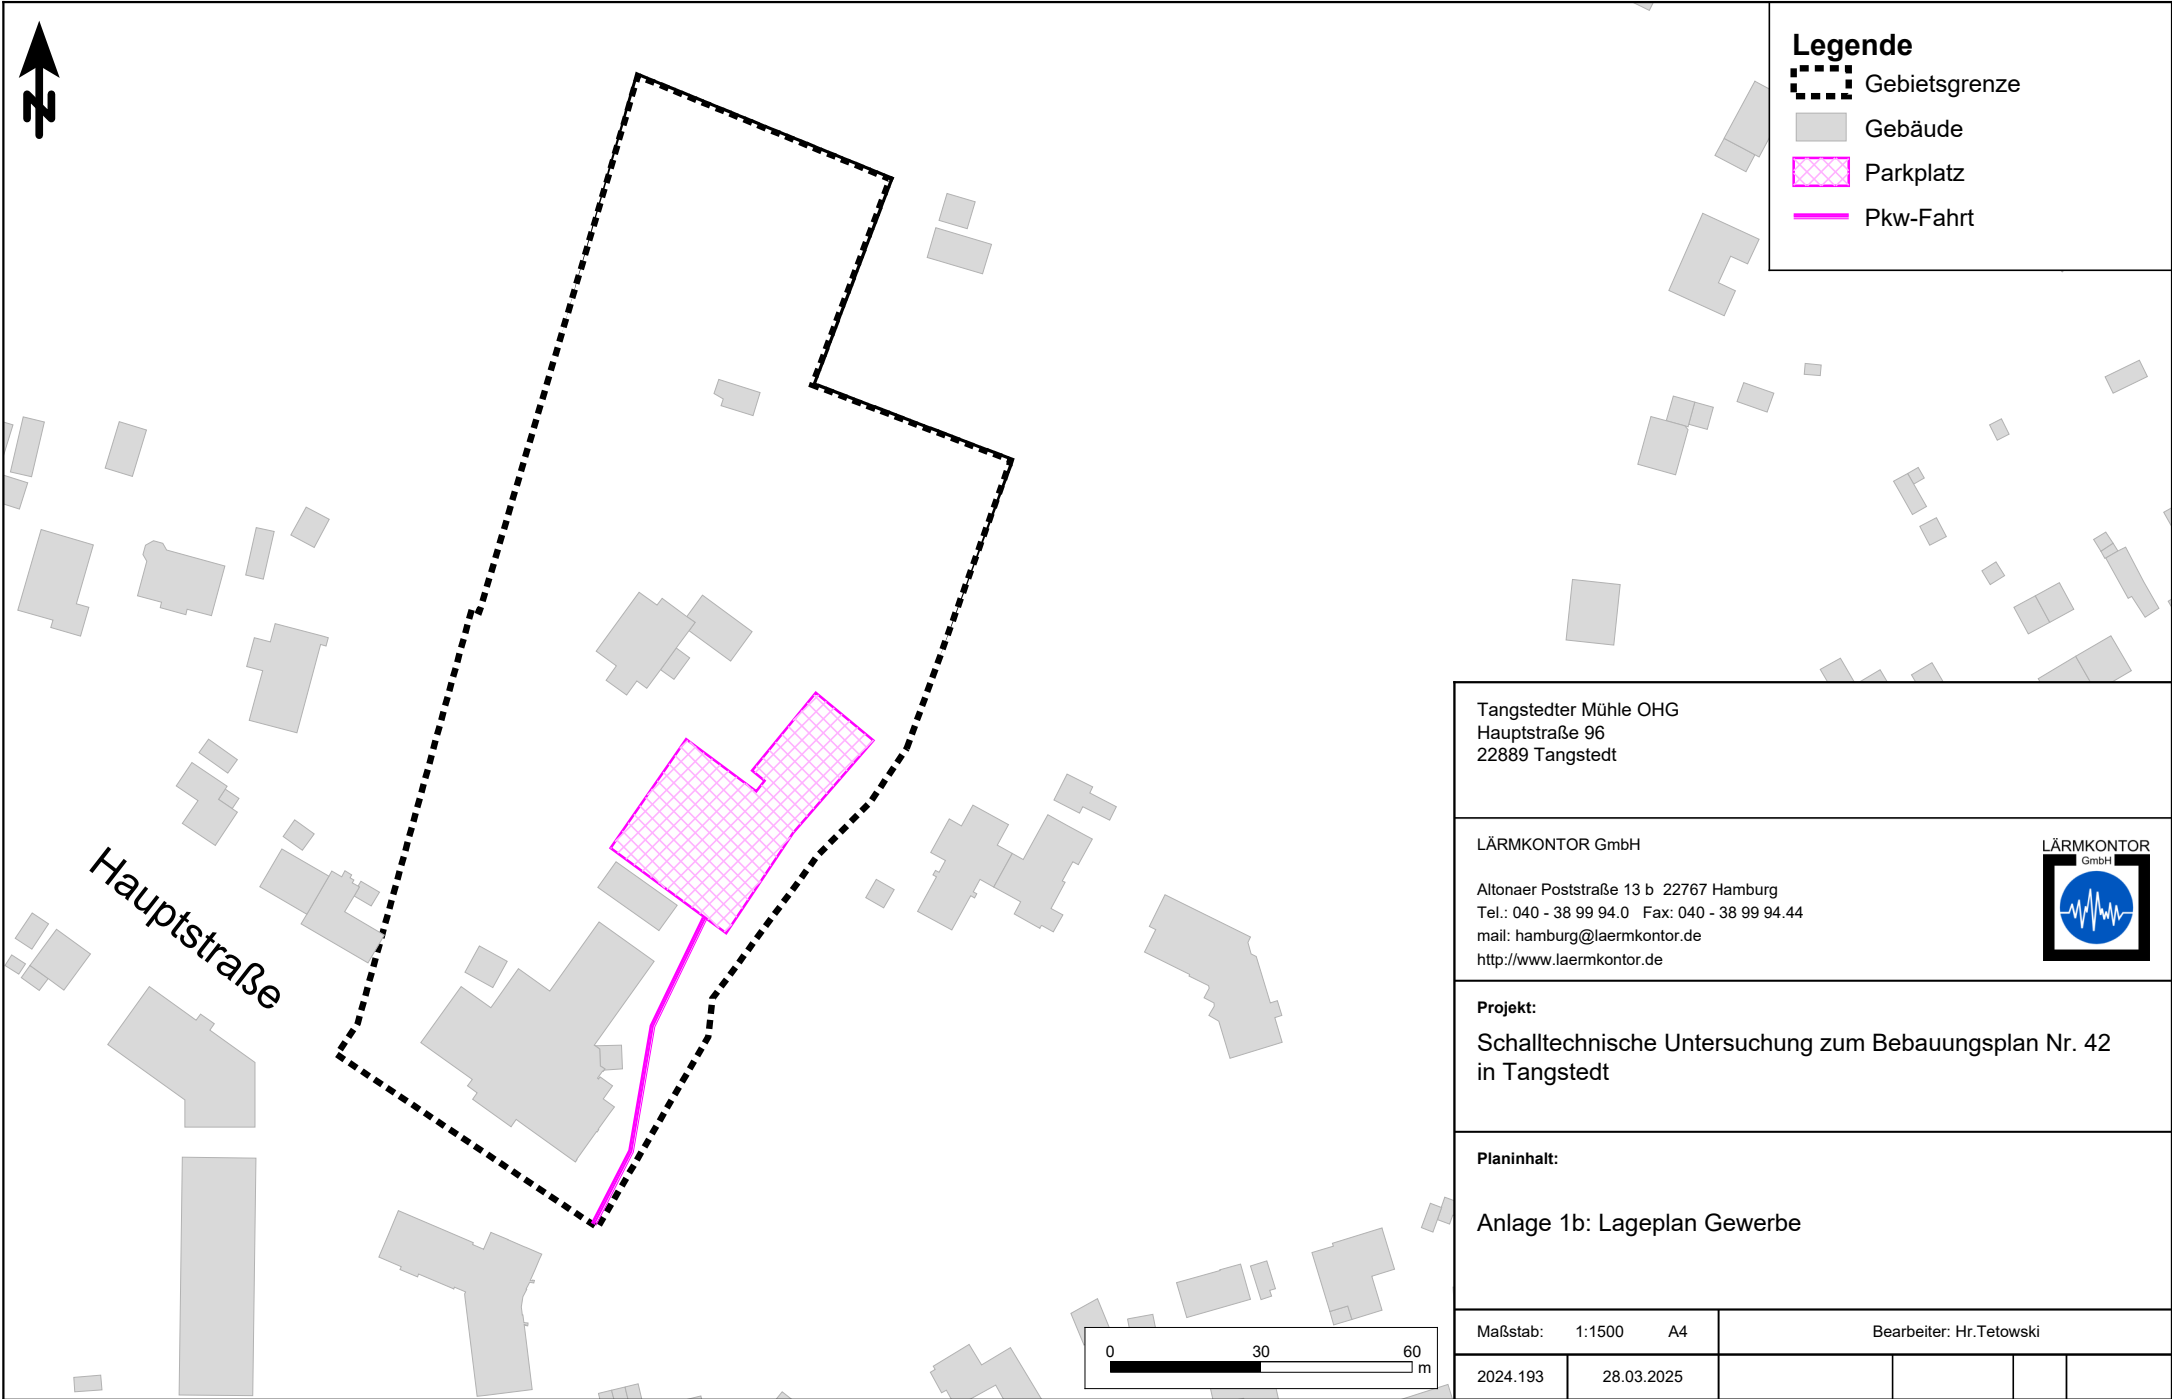 N
Legende
Gebietsgrenze
Gebäude
Parkplatz
Pkw-Fahrt
Hauptstraße
Tangstedter Mühle OHG
Hauptstraße 96
22889 Tangstedt
LÄRMKONTOR GmbH
Altonaer Poststraße 13 b 22767 Hamburg
Tel.: 040 - 38 99 94.0 Fax: 040 - 38 99 94.44
mail: hamburg@laermkontor.de
http://www.laermkontor.de
LÄRMKONTOR
GmbH
Projekt:
Schalltechnische Untersuchung zum Bebauungsplan Nr. 42
in Tangstedt
Planinhalt:
Anlage 1b: Lageplan Gewerbe
0 30 60
m
Maßstab: 1:1500 A4 Bearbeiter: Hr.Tetowski
2024.193 28.03.2025